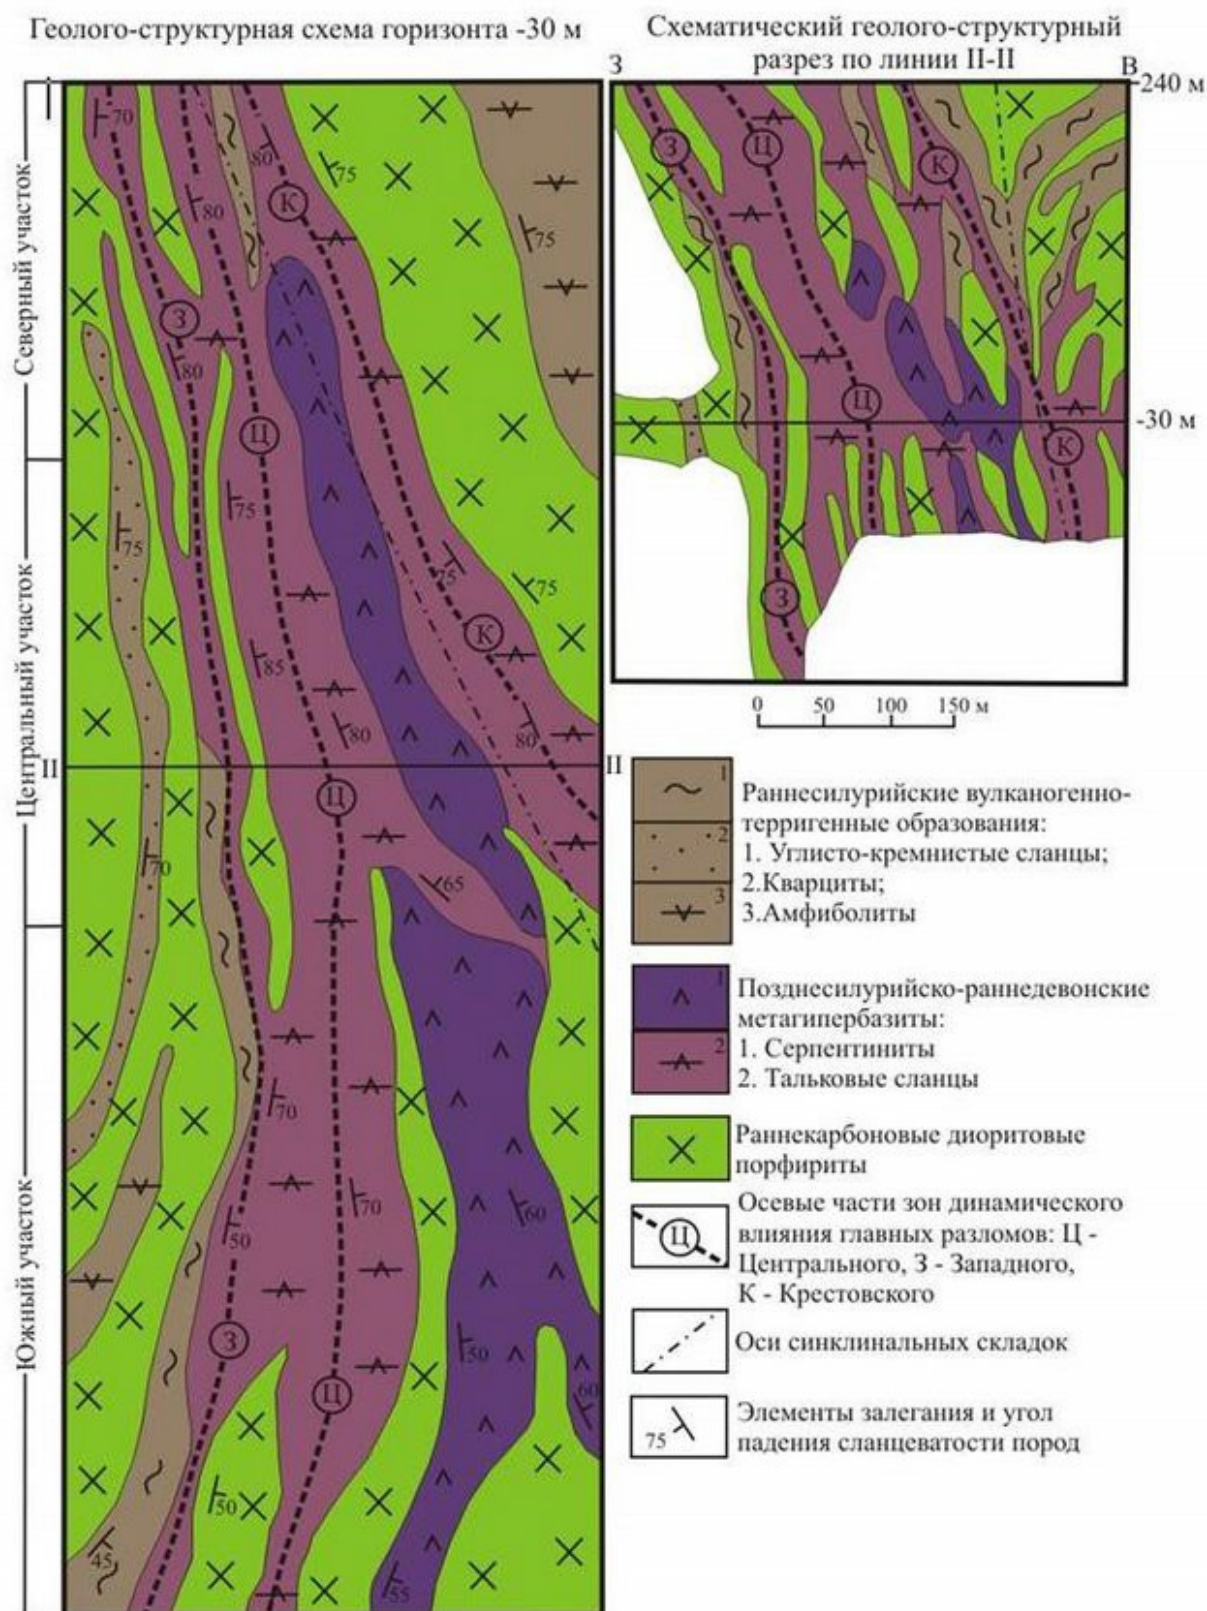 Геолого-структурная схема горизонта -30 м
Схематический геолого-структурный
разрез по линии II-II
З
В
240 м
-30 м
Северный участок
Центральный участок
Южный участок
70
80
75
К
80
75
З
80
Ц
75
75
75
75
К
85
80
80
II
II
Ц
70
65
70
70
60
50
З
50
60
Ц
50
45
55
З
Ц
К
Ц
К
З
0 50 100 150 м
1
2
3
Раннесилурийские вулканогенно-
терригенные образования:
1. Углисто-кремнистые сланцы;
2.Кварциты;
3.Амфиболиты
1
2
Позднесилурийско-раннедевонские
метагипербазиты:
1. Серпентиниты
2. Тальковые сланцы
Раннекарбоновые диоритовые
порфириты
Ц
Осевые части зон динамического
влияния главных разломов: Ц -
Центрального, З - Западного,
К - Крестовского
Оси синклинальных складок
75
Элементы залегания и угол
падения сланцеватости пород